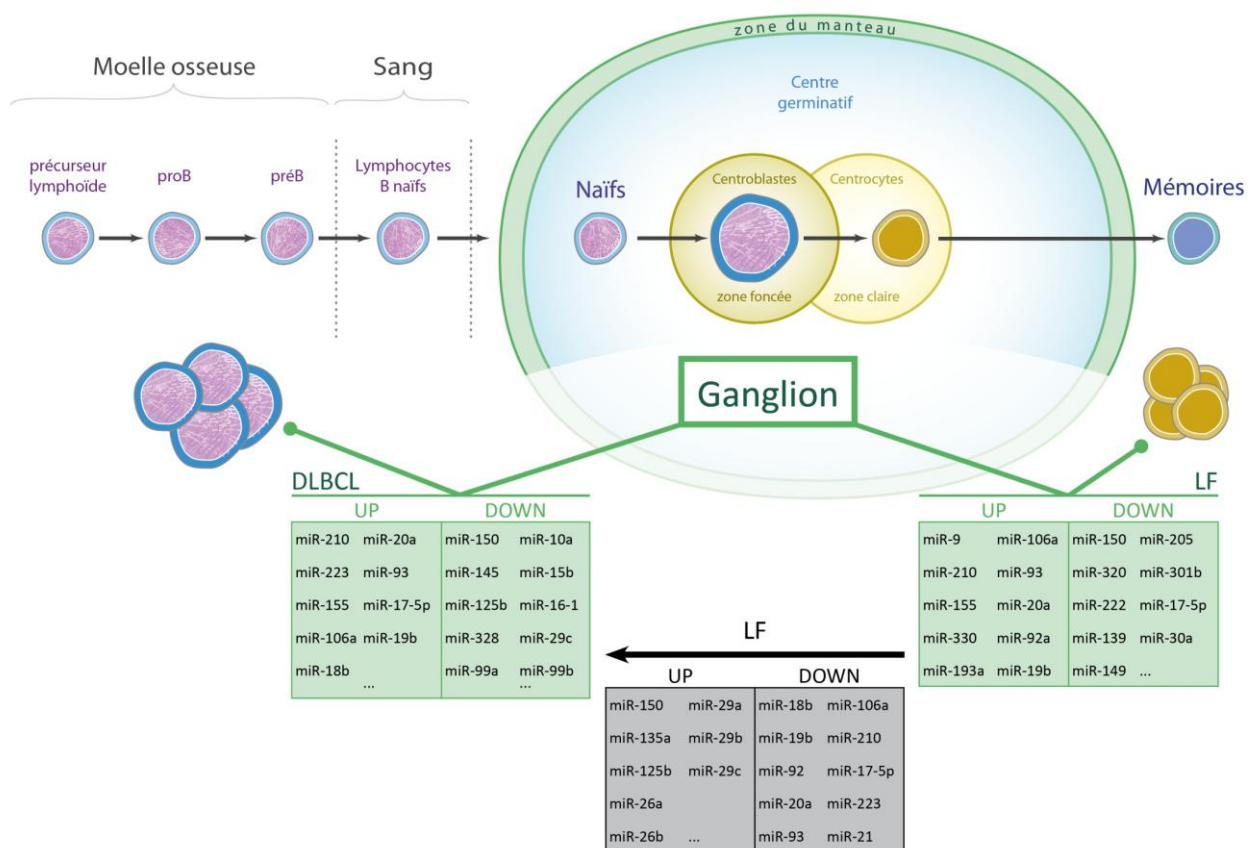 zone du manteau
Moelle osseuse
Sang
Centre
germinatif
précurseur
lymphoïde
proB
préB
Lymphocytes
B naïfs
Naïfs
Centroblastes
Centrocytes
Mémoires
zone foncée
zone claire
Ganglion
DLBCL
UP DOWN
miR-210 miR-20a miR-150 miR-10a
miR-223 miR-93 miR-145 miR-15b
miR-155 miR-17-5p miR-125b miR-16-1
miR-106a miR-19b miR-328 miR-29c
miR-18b ... miR-99a miR-99b
...
LF
UP DOWN
miR-9 miR-106a miR-150 miR-205
miR-210 miR-93 miR-320 miR-301b
miR-155 miR-20a miR-222 miR-17-5p
miR-330 miR-92a miR-139 miR-30a
miR-193a miR-19b miR-149 ...
LF
UP DOWN
miR-150 miR-29a miR-18b miR-106a
miR-135a miR-29b miR-19b miR-210
miR-125b miR-29c miR-92 miR-17-5p
miR-26a miR-20a miR-223
miR-26b ... miR-93 miR-21